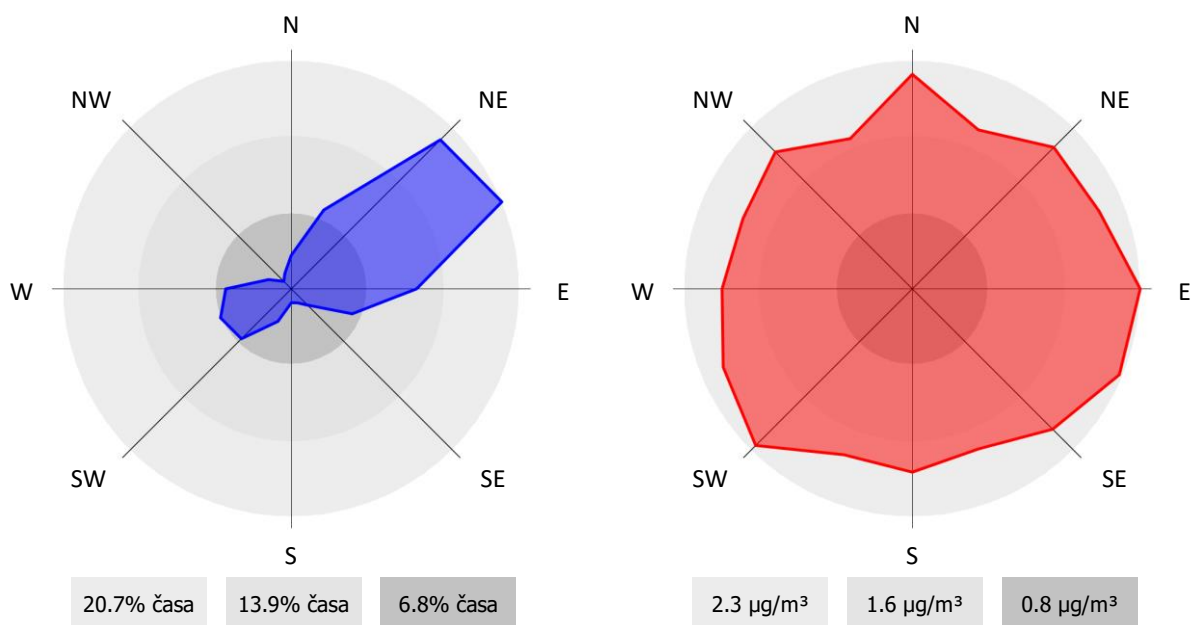 N
NE
E
SE
S
SW
W
NW
20.7% časa
13.9% časa
6.8% časa
N
NE
E
SE
S
SW
W
NW
2.3 µg/m³
1.6 µg/m³
0.8 µg/m³